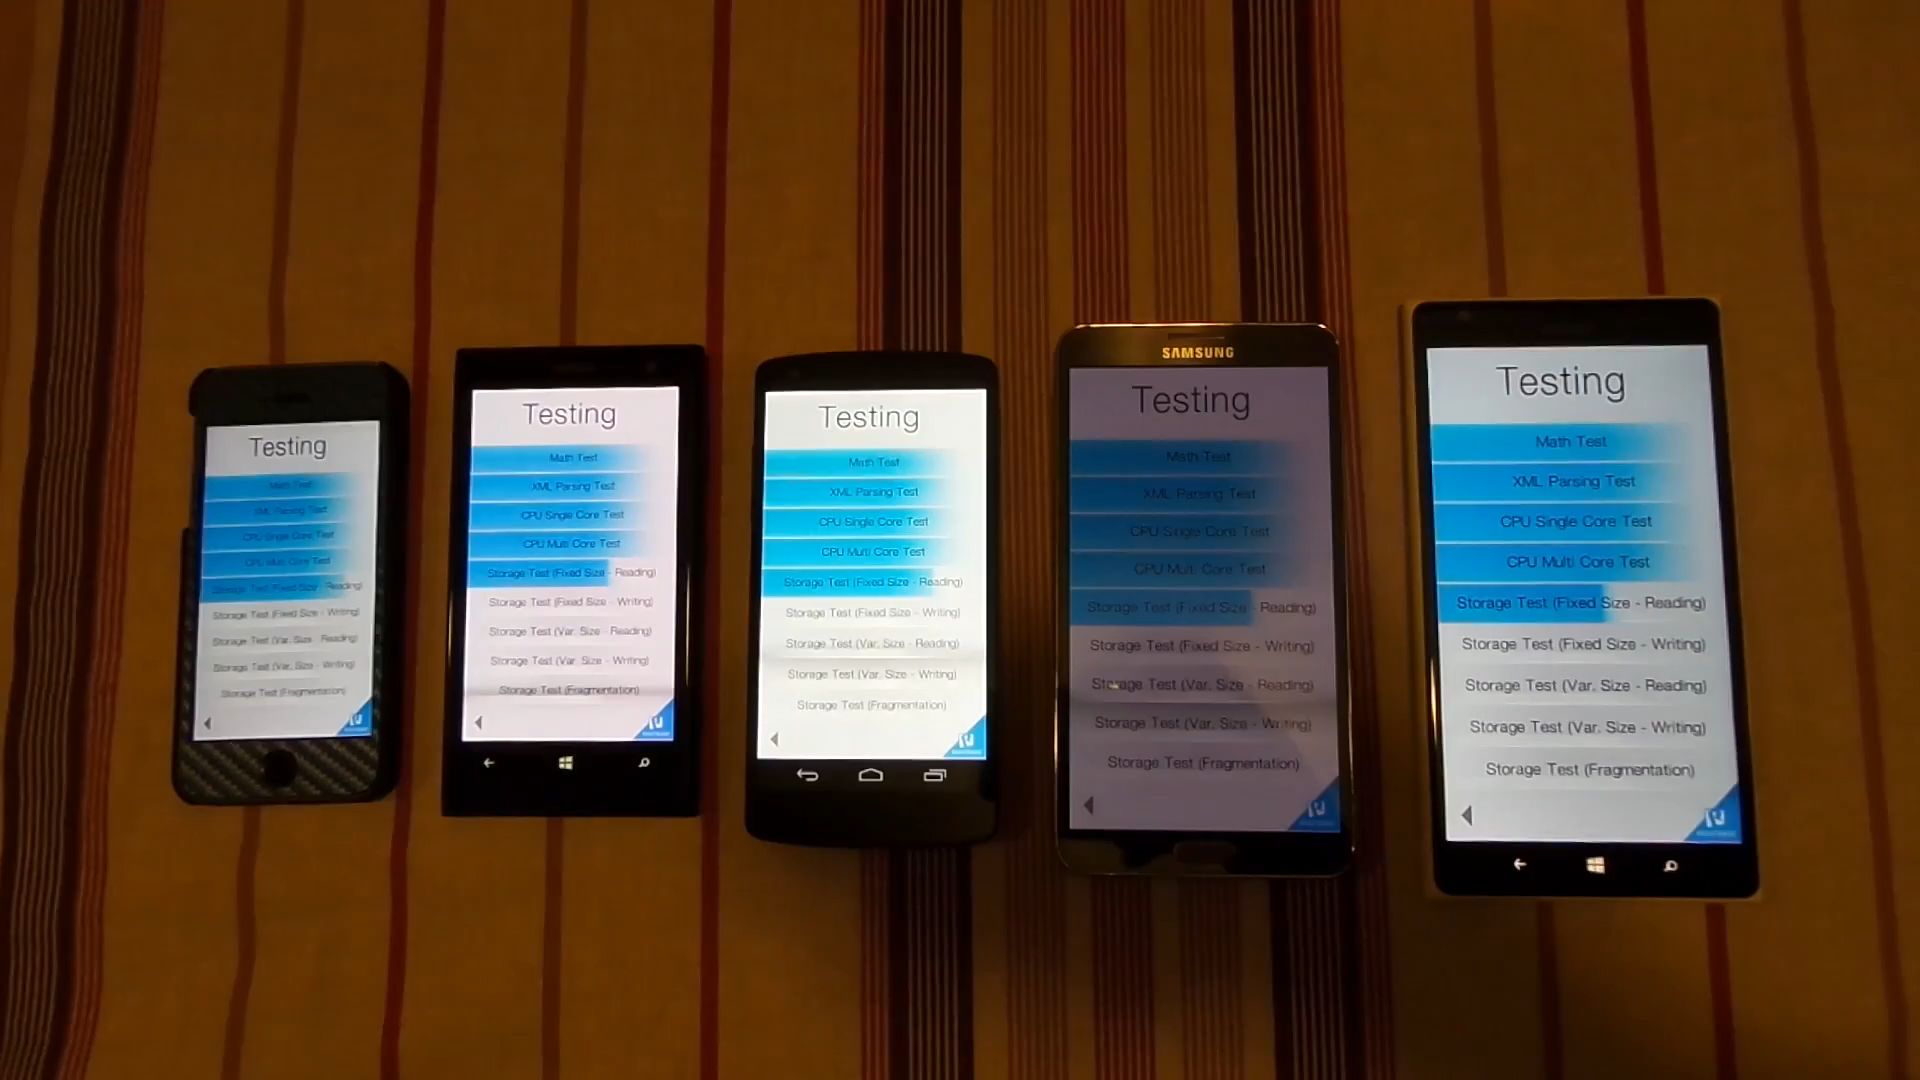 Testing
Math Test
XML Parsing Test
CPU Single Core Test
CPU Multi Core Test
Storage Test (Fixed Size - Reading)
Storage Test (Fixed Size - Writing)
Storage Test (Var. Size - Reading)
Storage Test (Var. Size - Writing)
Storage Test (Fragmentation)
Testing
Math Test
XML Parsing Test
CPU Single Core Test
CPU Multi Core Test
Storage Test (Fixed Size - Reading)
Storage Test (Fixed Size - Writing)
Storage Test (Var. Size - Reading)
Storage Test (Var. Size - Writing)
Storage Test (Fragmentation)
Testing
Math Test
XML Parsing Test
CPU Single Core Test
CPU Multi Core Test
Storage Test (Fixed Size - Reading)
Storage Test (Fixed Size - Writing)
Storage Test (Var. Size - Reading)
Storage Test (Var. Size - Writing)
Storage Test (Fragmentation)
SAMSUNG
Testing
Math Test
XML Parsing Test
CPU Single Core Test
CPU Multi Core Test
Storage Test (Fixed Size - Reading)
Storage Test (Fixed Size - Writing)
Storage Test (Var. Size - Reading)
Storage Test (Var. Size - Writing)
Storage Test (Fragmentation)
Testing
Math Test
XML Parsing Test
CPU Single Core Test
CPU Multi Core Test
Storage Test (Fixed Size - Reading)
Storage Test (Fixed Size - Writing)
Storage Test (Var. Size - Reading)
Storage Test (Var. Size - Writing)
Storage Test (Fragmentation)